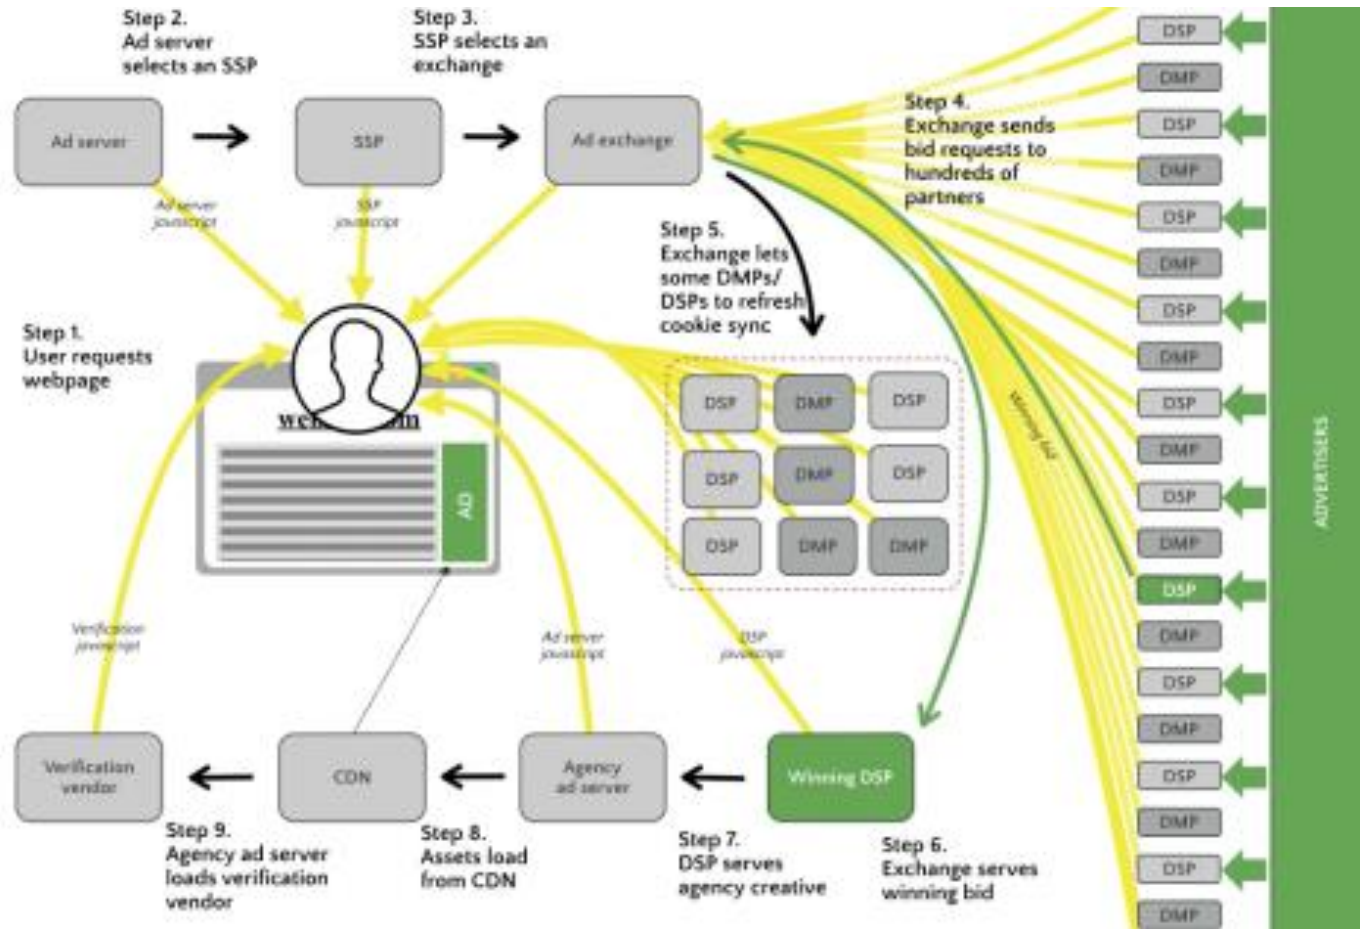 Step 2.
Ad server
selects an SSP
Step 3.
SSP selects an
exchange
Ad server
SSP
Ad exchange
Step 4.
Exchange sends
bid requests to
hundreds of
partners
Ad server
javascript
SSP
javascript
Step 5.
Exchange lets
some DMPs/
DSPs to refresh
cookie sync
Step 1.
User requests
webpage
AD
DSP
DMP
DSP
DSP
DMP
DSP
DSP
DMP
DMP
Winning bid
Verification
javascript
Ad server
javascript
DSP
javascript
Verification
vendor
CDN
Agency
ad server
Winning DSP
Step 9.
Agency ad server
loads verification
vendor
Step 8.
Assets load
from CDN
Step 7.
DSP serves
agency creative
Step 6.
Exchange serves
winning bid
DSP
DMP
DSP
DMP
DSP
DMP
DSP
DMP
DSP
DMP
DSP
DMP
DSP
DMP
DSP
DMP
DSP
DMP
DSP
DMP
ADVERTISERS